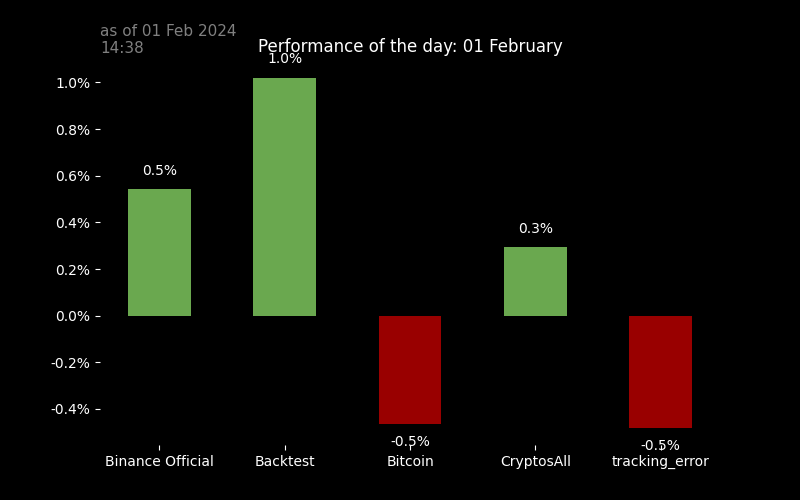 as of 01 Feb 2024
14:38
Performance of the day: 01 February
1.0%
1.0%
0.8%
0.6%
0.4%
0.2%
0.0%
-0.2%
-0.4%
0.5%
0.3%
-0.5%
-0.5%
Binance Official
Backtest
Bitcoin
CryptosAll
tracking_error